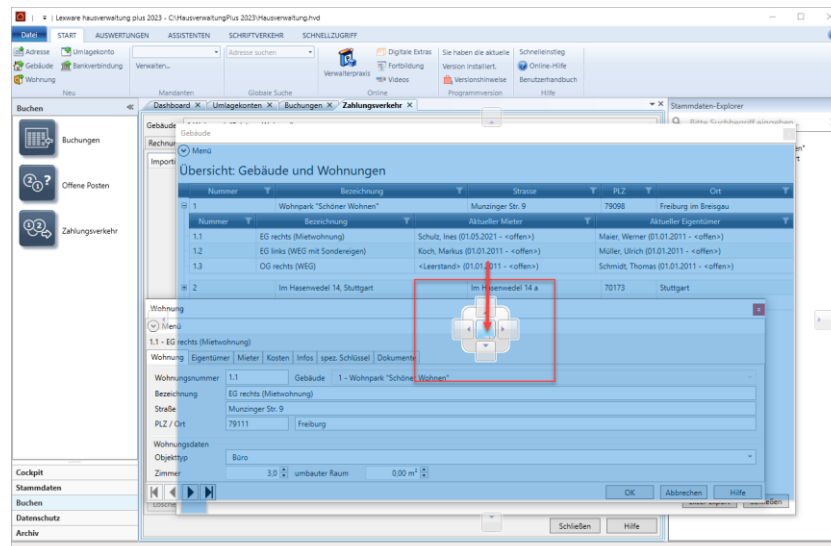 Lexware hausverwaltung plus 2023 - C:\HausverwaltungPlus 2023\Hausverwaltung.hvd
Datei START AUSWERTUNGEN ASSISTENTEN SCHRIFTVERKEHR SCHNELLZUGRIFF
Adresse Umlagekonto Adresse suchen Digitale Extras Sie haben die aktuelle Schnelleinstieg
Gebäude Bankverbindung Verwalten... Verwalterpraxis Fortbildung Version installiert. Online-Hilfe
Wohnung Videos Versionshinweise Benutzerhandbuch
Neu Mandanten Globale Suche Online Programmversion Hilfe
Buchen Dashboard Umlagekonten Buchungen Zahlungsverkehr Stammdaten-Explorer
Gebäude Bitte Suchbegriff eingeben
Gebäude
Buchungen Rechnu
Menü
Importi
Übersicht: Gebäude und Wohnungen
Offene Posten
Nummer Bezeichnung Strasse PLZ Ort
1 Wohnpark "Schöner Wohnen" Munzinger Str. 9 79098 Freiburg im Breisgau
Nummer Bezeichnung Aktueller Mieter Aktueller Eigentümer
Zahlungsverkehr
1.1 EG rechts (Mietwohnung) Schulz, Ines (01.05.2021 - <offen>) Maier, Werner (01.01.2011 - <offen>)
1.2 EG links (WEG mit Sondereigen) Koch, Markus (01.01.2011 - <offen>) Müller, Ulrich (01.01.2011 - <offen>)
1.3 OG rechts (WEG) <Leerstand> (01.01.2011 - <offen>) Schmidt, Thomas (01.01.2011 - <offen>)
2 Im Hasenwedel 14, Stuttgart Im Hasenwedel 14 a 70173 Stuttgart
Wohnung
Menü
1.1 - EG rechts (Mietwohnung)
Wohnung Eigentümer Mieter Kosten Infos spez. Schlüssel Dokumente
Wohnungsnummer 1.1 Gebäude 1 - Wohnpark "Schöner Wohnen"
Bezeichnung EG rechts (Mietwohnung)
Straße Munzinger Str. 9
PLZ / Ort 79111 Freiburg
Wohnungsdaten
Objekttyp Büro
Cockpit Zimmer 3,0 umbauter Raum 0,00 m³
Stammdaten
OK Abbrechen Hilfe
Buchen
Datenschutz
Schließen Hilfe
Archiv